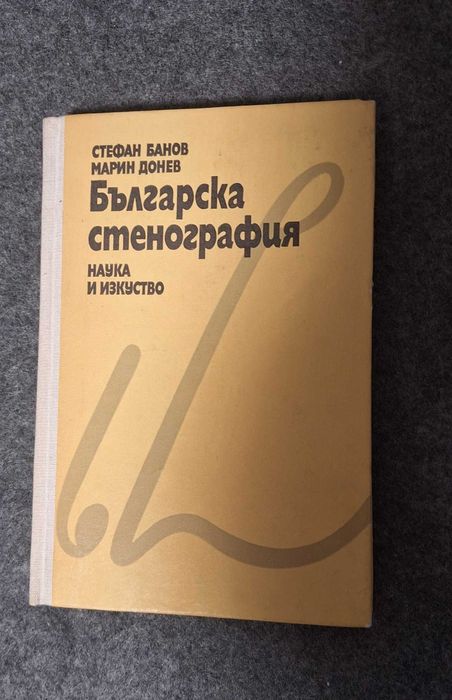 СТЕФАН БАНОВ
МАРИН ДОНЕВ
Българска
стенография
НАУКА
И ИЗКУСТВО